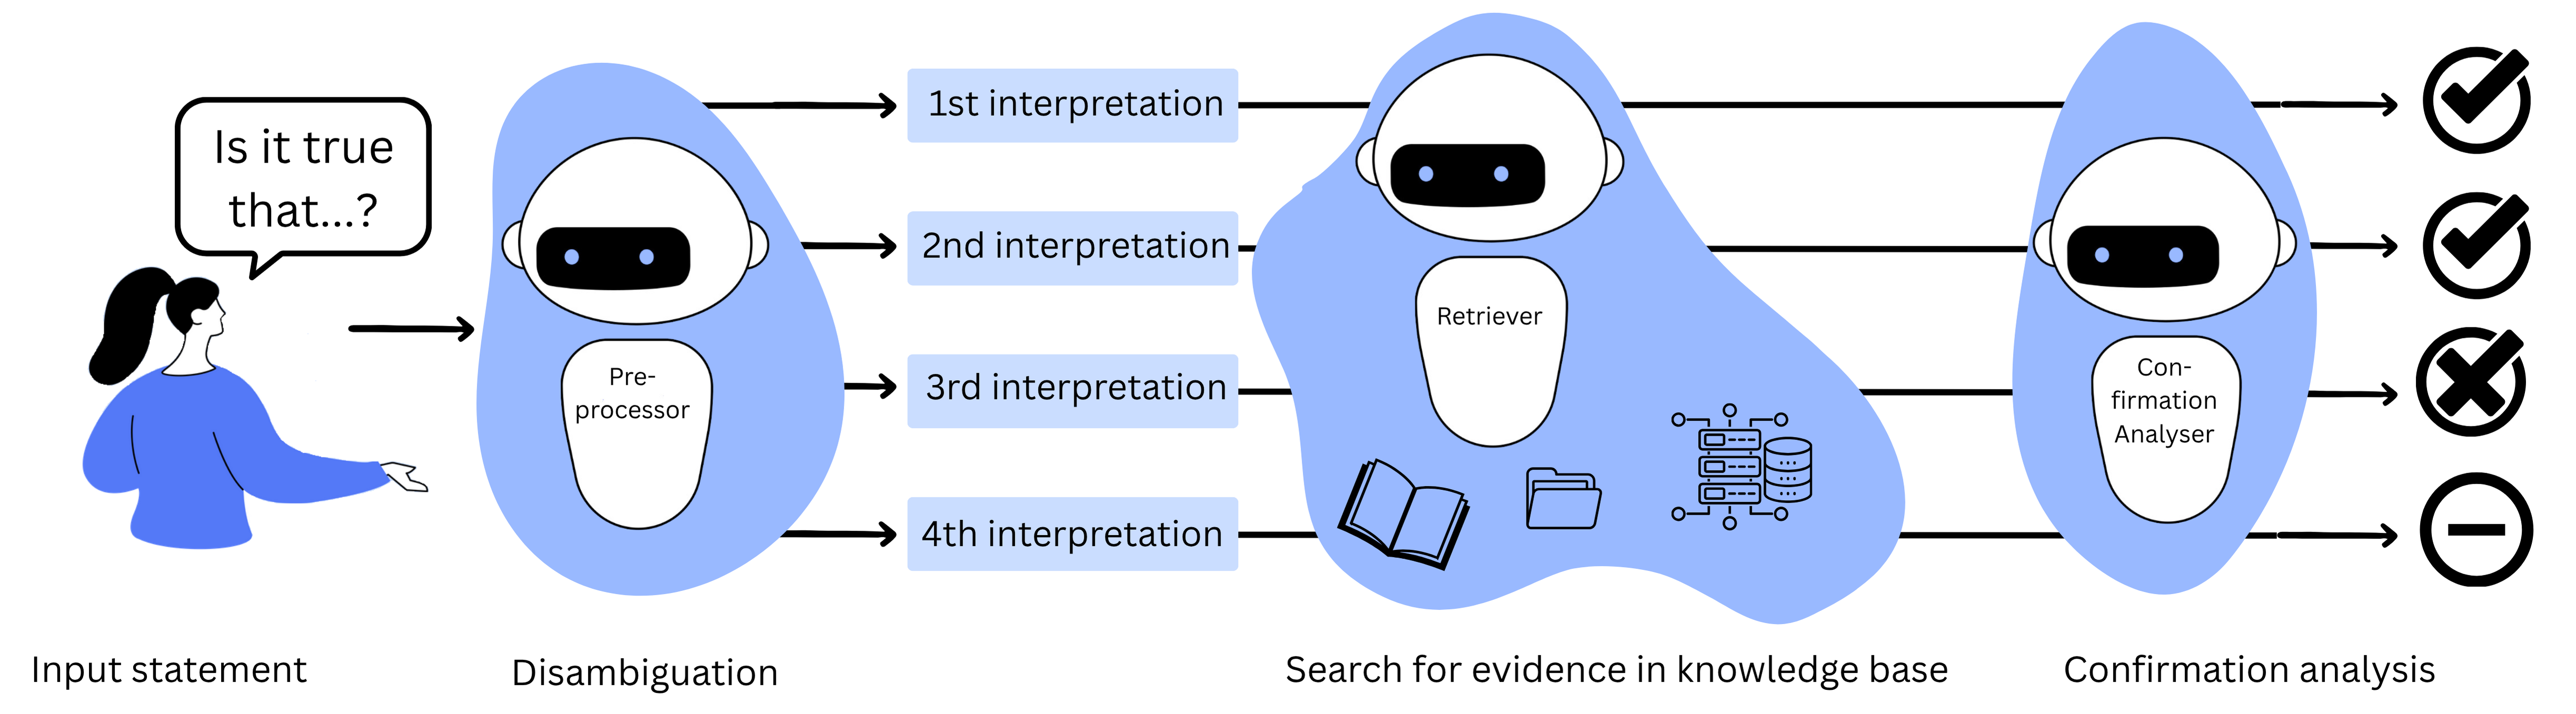 Is it true
that...?
Pre-
processor
1st interpretation
2nd interpretation
3rd interpretation
4th interpretation
Retriever
Con-
firmation
Analyser
Input statement
Disambiguation
Search for evidence in knowledge base
Confirmation analysis